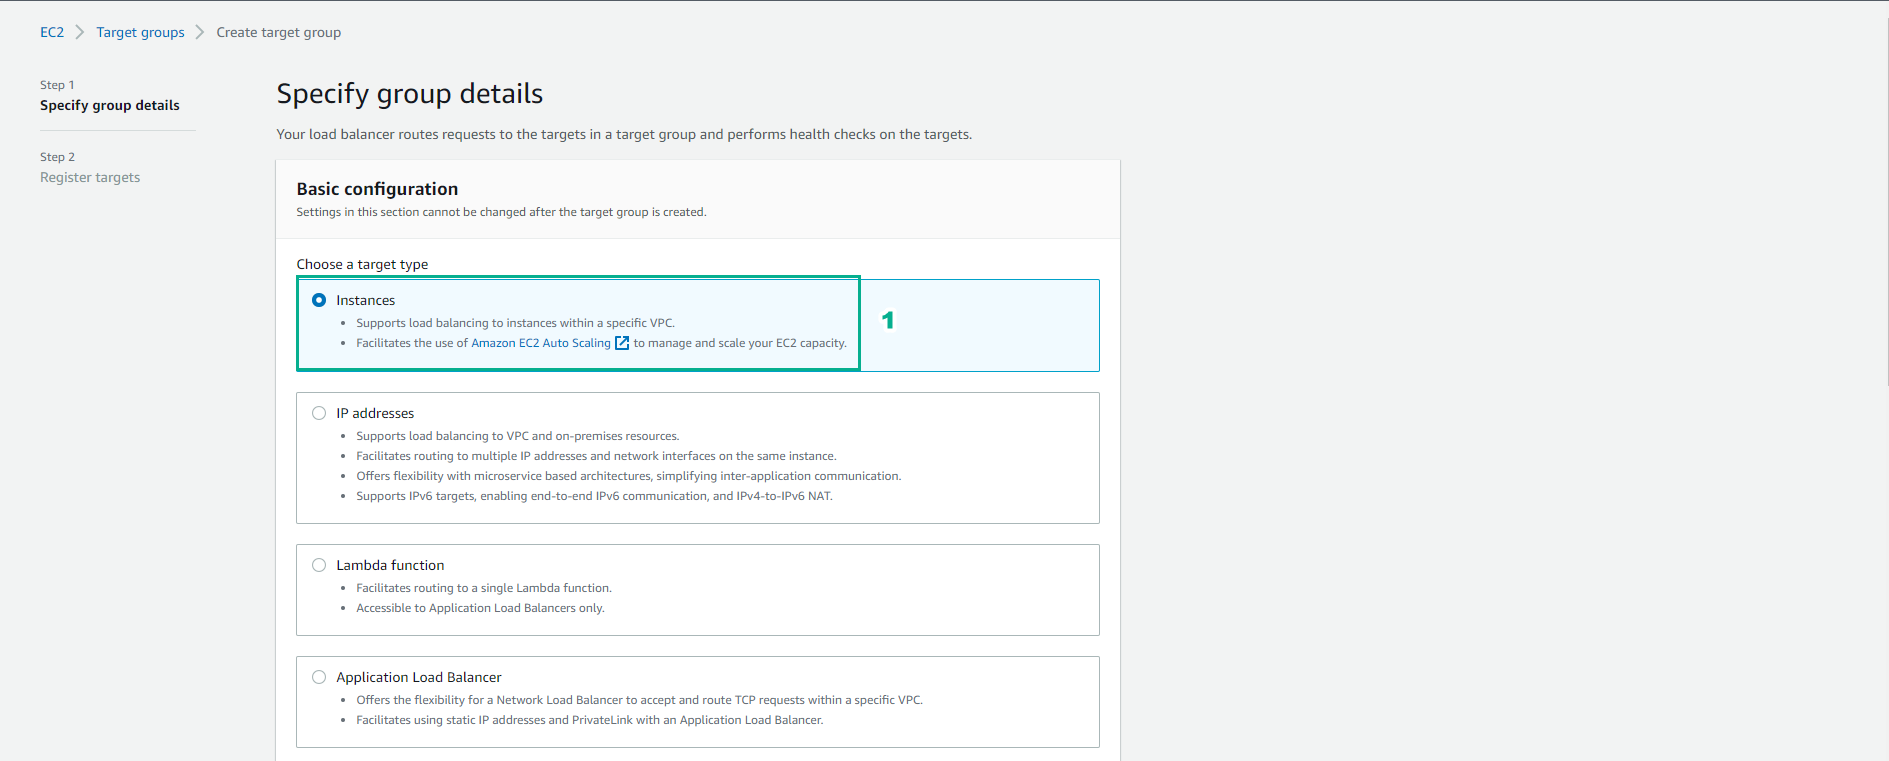 EC2 Target groups Create target group
Step 1
Specify group details
Step 2
Register targets
Specify group details
Your load balancer routes requests to the targets in a target group and performs health checks on the targets.
Basic configuration
Settings in this section cannot be changed after the target group is created.
Choose a target type
Instances
• Supports load balancing to instances within a specific VPC.
• Facilitates the use of Amazon EC2 Auto Scaling to manage and scale your EC2 capacity.
1
IP addresses
• Supports load balancing to VPC and on-premises resources.
• Facilitates routing to multiple IP addresses and network interfaces on the same instance.
• Offers flexibility with microservice based architectures, simplifying inter-application communication.
• Supports IPv6 targets, enabling end-to-end IPv6 communication, and IPv4-to-IPv6 NAT.
Lambda function
• Facilitates routing to a single Lambda function.
• Accessible to Application Load Balancers only.
Application Load Balancer
• Offers the flexibility for a Network Load Balancer to accept and route TCP requests within a specific VPC.
• Facilitates using static IP addresses and PrivateLink with an Application Load Balancer.